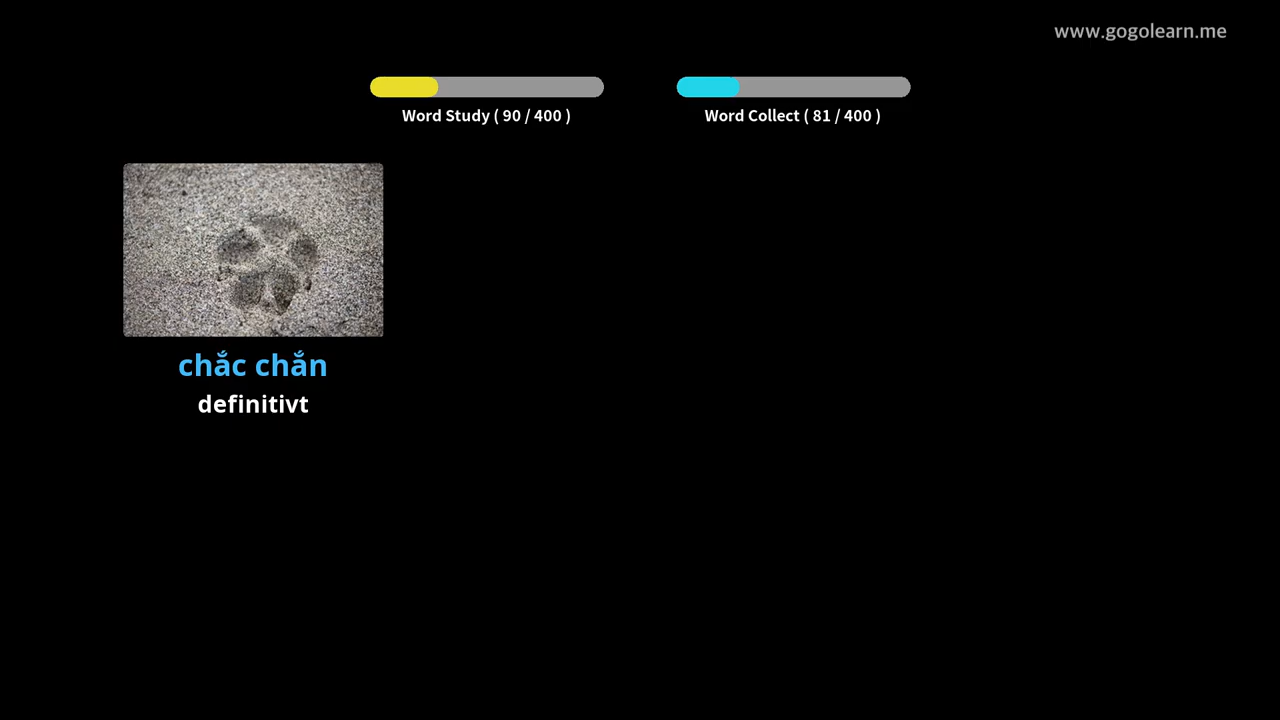 www.gogolearn.me
Word Study ( 90 / 400 )
Word Collect ( 81 / 400 )
chắc chắn
definitivt